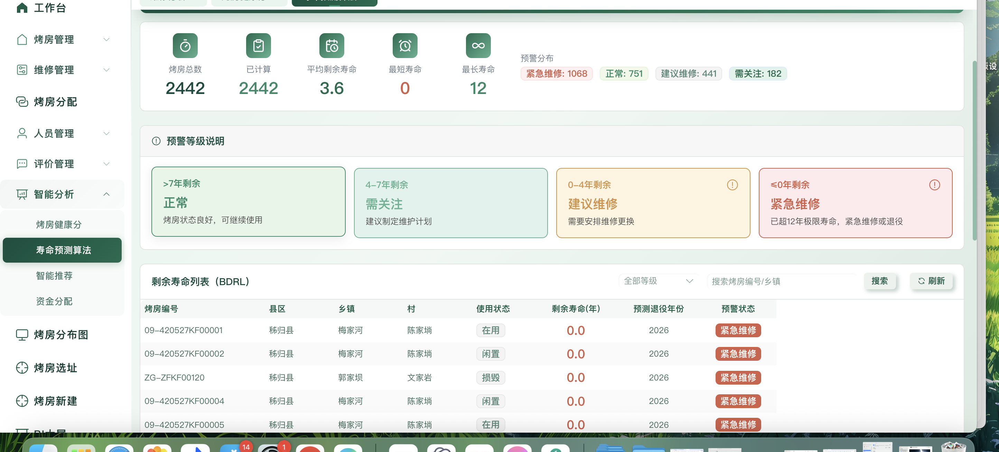 工作台
烤房管理
维修管理
烤房分配
人员管理
评价管理
智能分析
烤房健康分
寿命预测算法
智能推荐
资金分配
烤房分布图
烤房选址
烤房新建
烤房总数
2442
已计算
2442
平均剩余寿命
3.6
最短寿命
0
最长寿命
12
预警分布
紧急维修: 1068
正常: 751
建议维修: 441
需关注: 182
预警等级说明
>7年剩余
正常
烤房状态良好，可继续使用
4-7年剩余
需关注
建议制定维护计划
0-4年剩余
建议维修
需要安排维修更换
≤0年剩余
紧急维修
已超12年极限寿命，紧急维修或退役
剩余寿命列表（BDRL）
全部等级
搜索烤房编号/乡镇
搜索
刷新
烤房编号 县区 乡镇 村 使用状态 剩余寿命(年) 预测退役年份 预警状态
09-420527KF00001 秭归县 梅家河 陈家塆 在用 0.0 2026 紧急维修
09-420527KF00002 秭归县 梅家河 陈家塆 闲置 0.0 2026 紧急维修
ZG-ZFKF00120 秭归县 郭家坝 文家岩 损毁 0.0 2026 紧急维修
09-420527KF00004 秭归县 梅家河 陈家塆 闲置 0.0 2026 紧急维修
09-420527KF00005 秭归县 梅家河 陈家塆 在用 0.0 2026 紧急维修
14
1